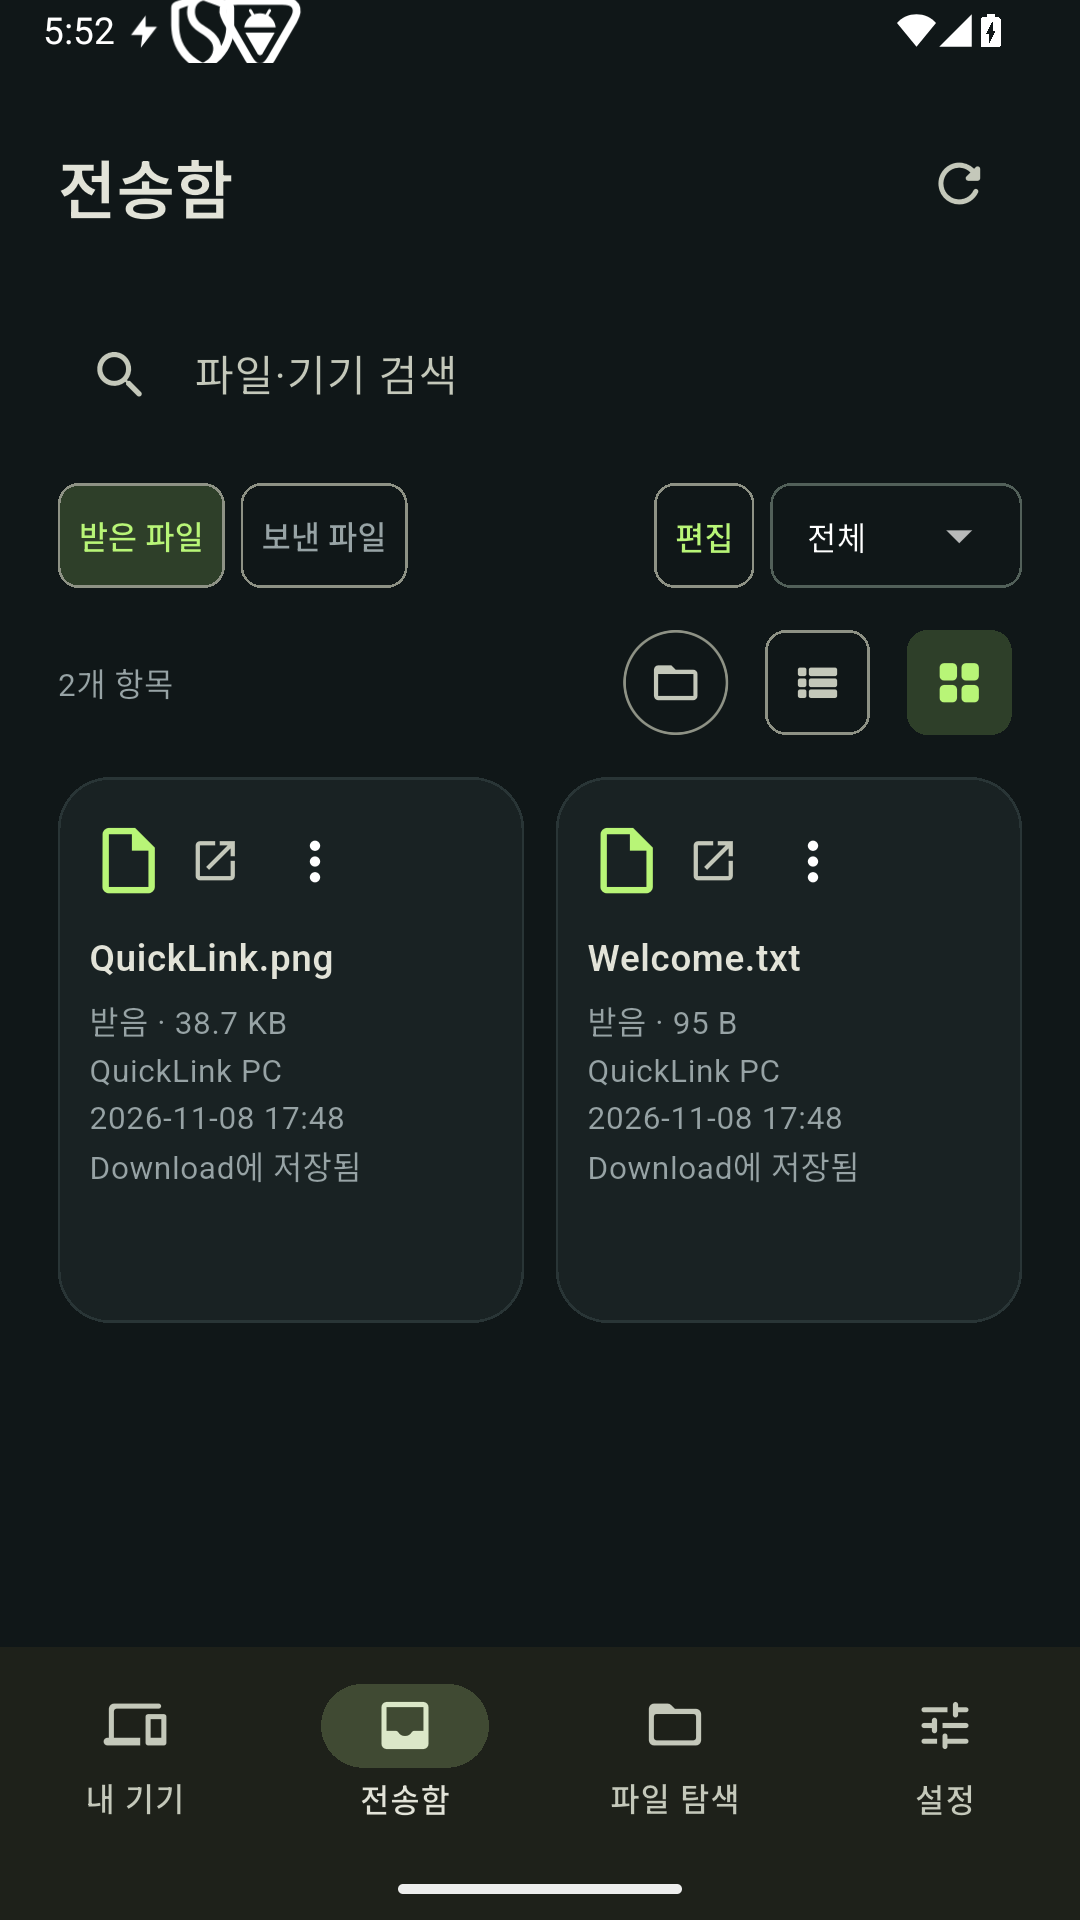 5:52
전송함
파일·기기 검색
받은 파일
보낸 파일
편집
전체
2개 항목
QuickLink.png
받음 · 38.7 KB
QuickLink PC
2026-11-08 17:48
Download에 저장됨
Welcome.txt
받음 · 95 B
QuickLink PC
2026-11-08 17:48
Download에 저장됨
내 기기
전송함
파일 탐색
설정